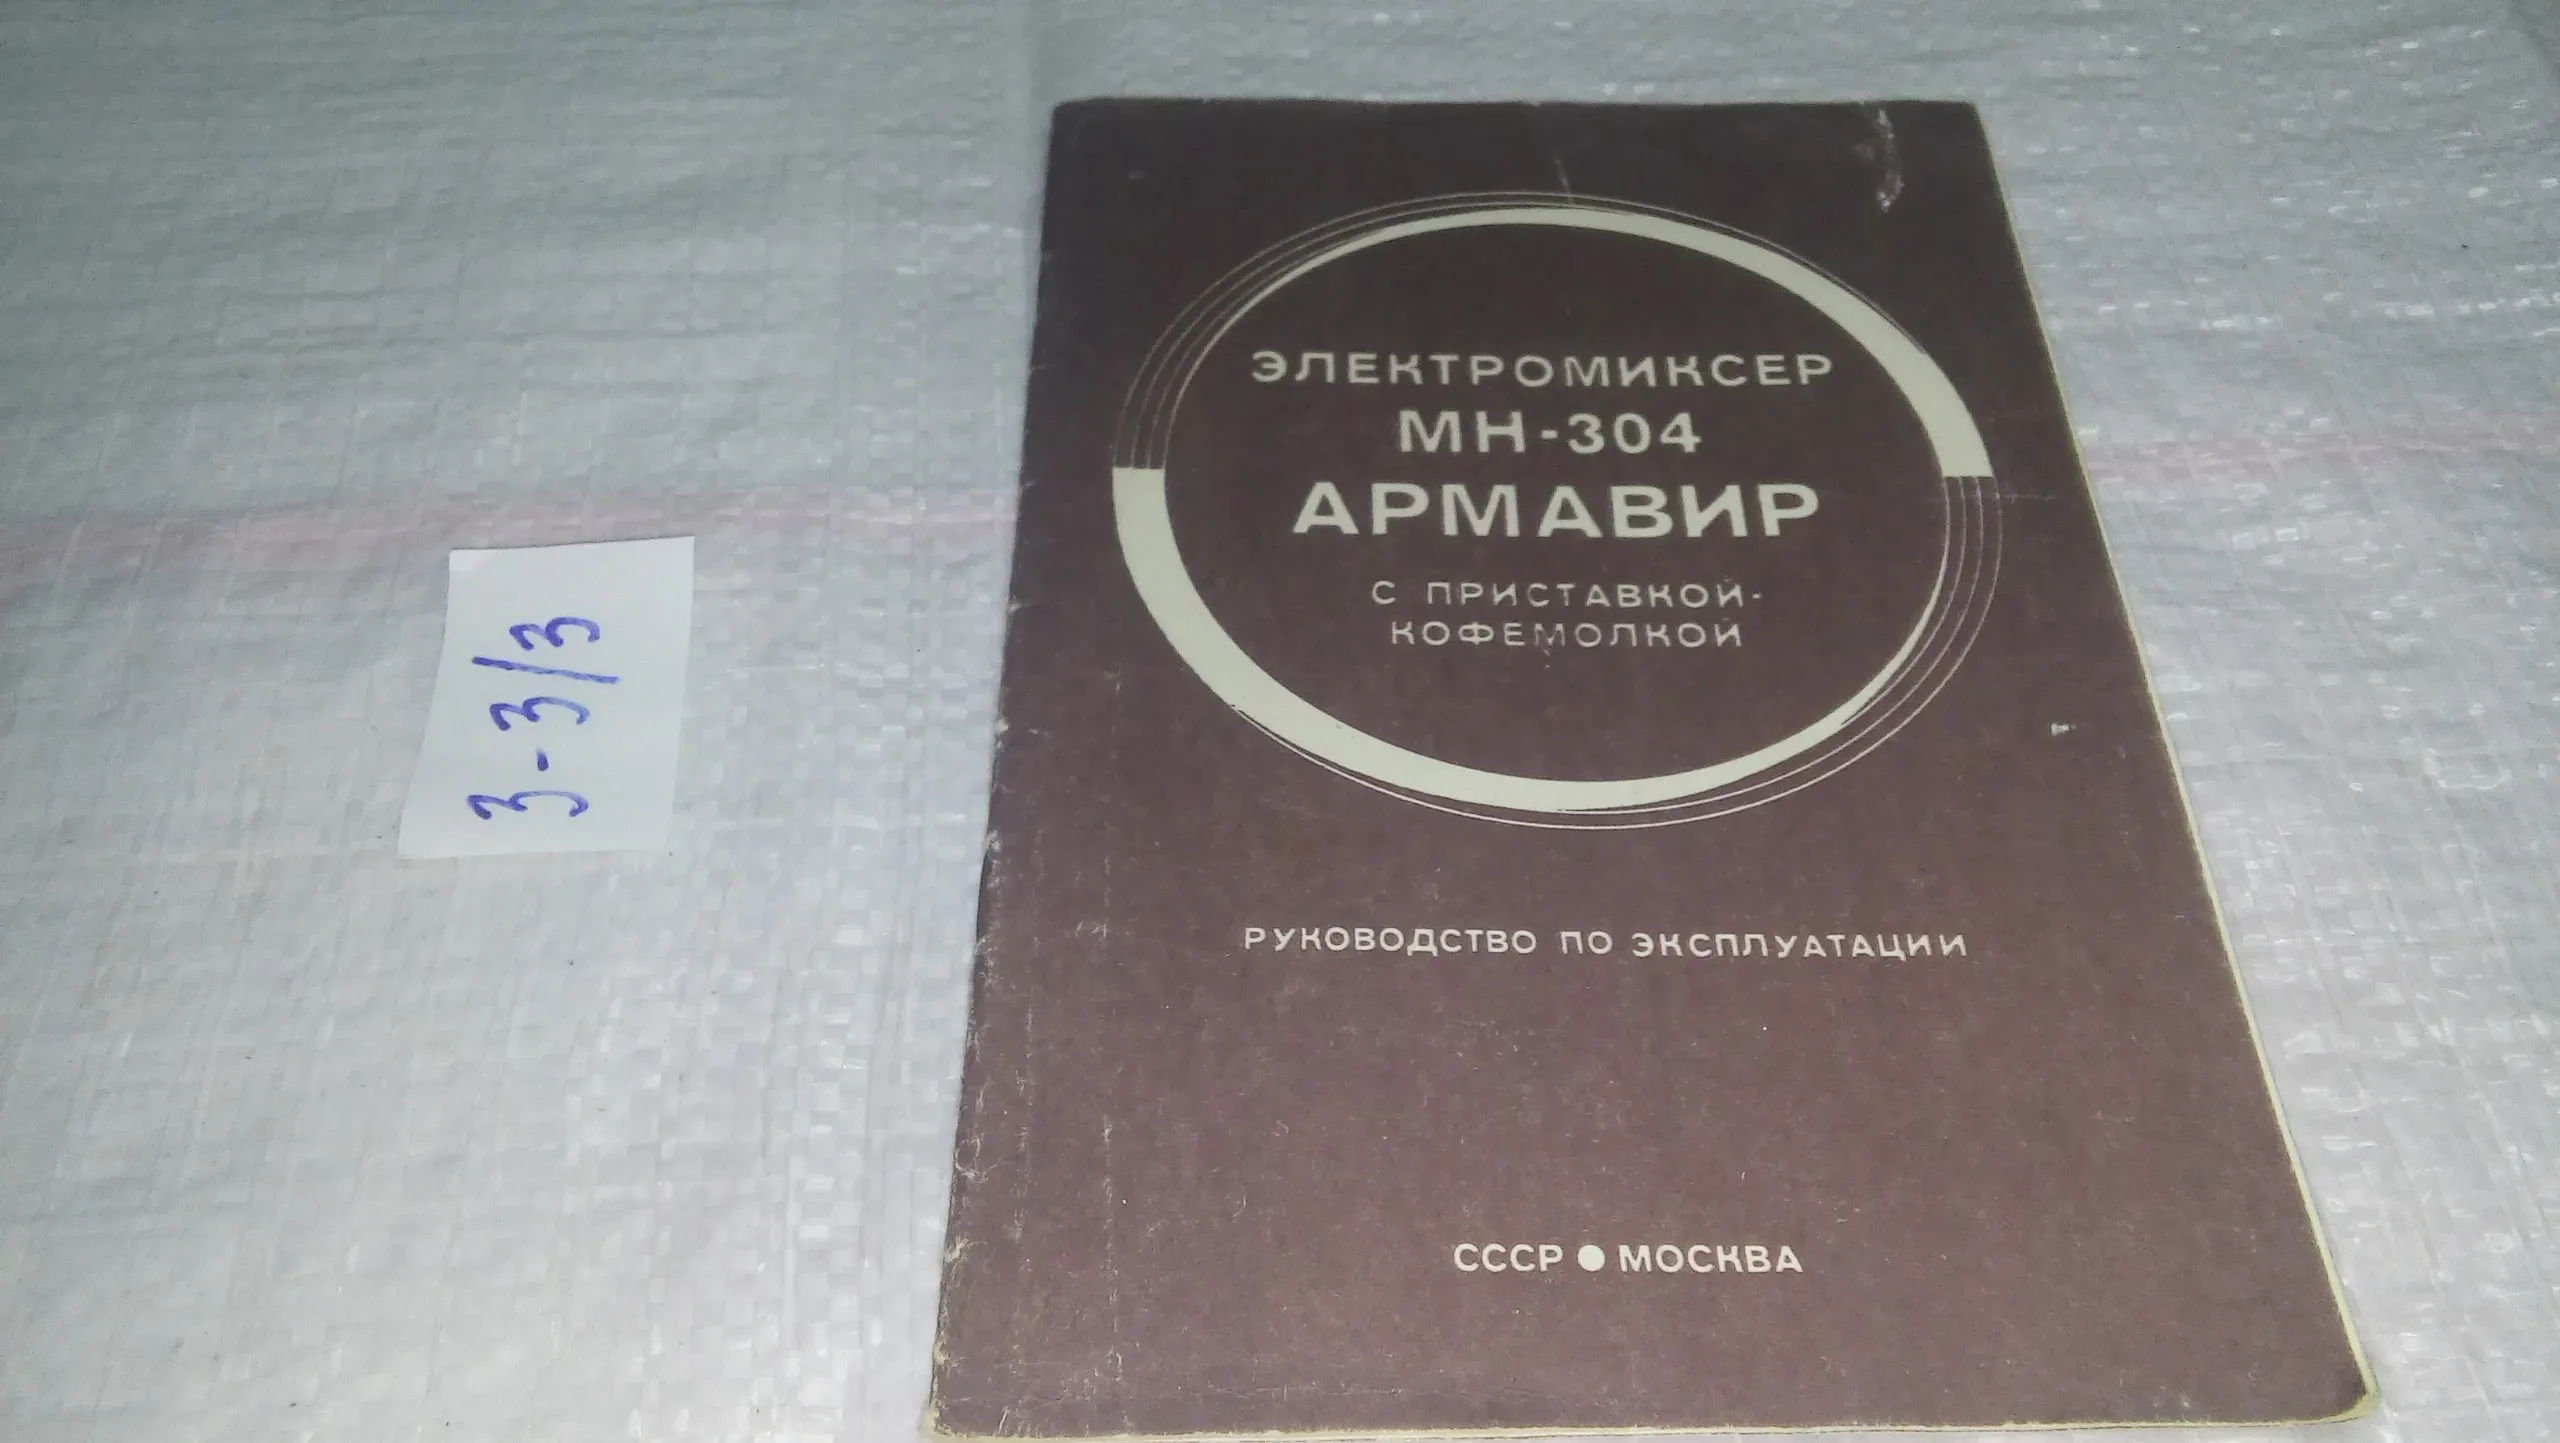 3-3/3
ЭЛЕКТРОМИКСЕР
МН-304
АРМАВИР
С ПРИСТАВКОЙ-
КОФЕМОЛКОЙ
РУКОВОДСТВО ПО ЭКСПЛУАТАЦИИ
СССР ● МОСКВА